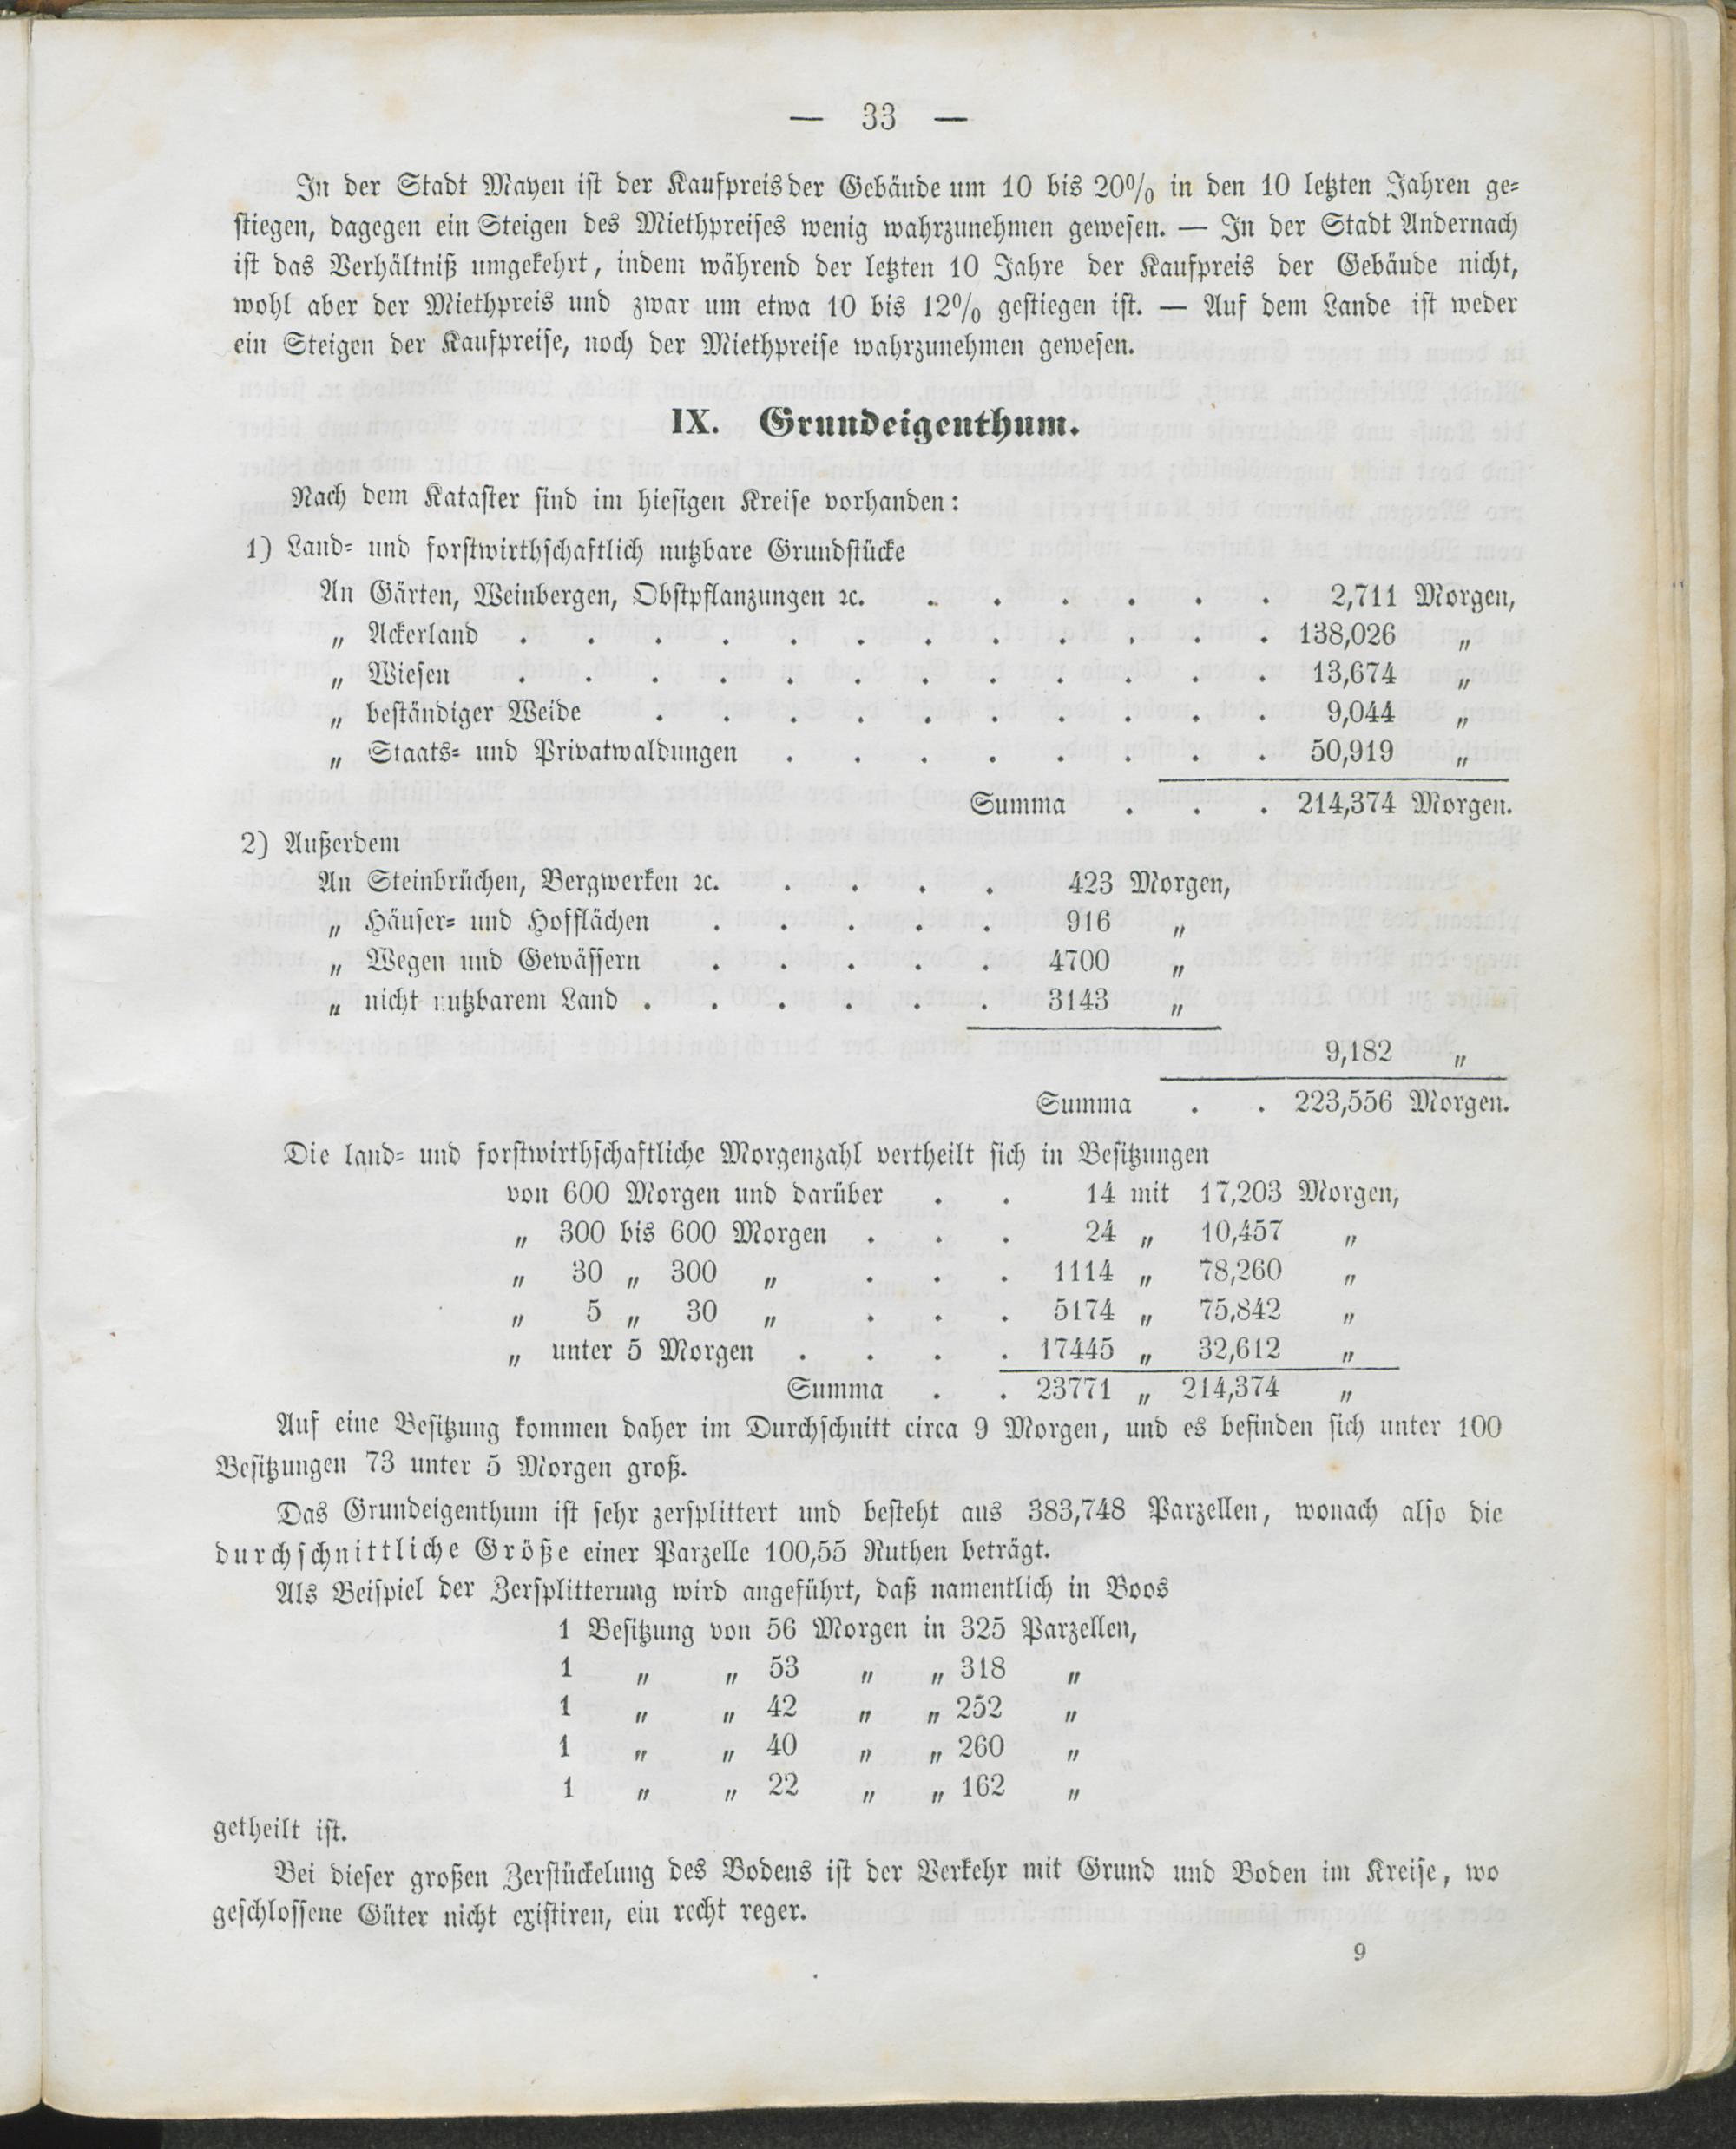 — 33 —
In der Stadt Mayen ist der Kaufpreis der Gebäude um 10 bis 20% in den 10 letzten Jahren ge-
stiegen, dagegen ein Steigen des Miethpreises wenig wahrzunehmen gewesen. — In der Stadt Andernach
ist das Verhältniß umgekehrt, indem während der letzten 10 Jahre der Kaufpreis der Gebäude nicht,
wohl aber der Miethpreis und zwar um etwa 10 bis 12% gestiegen ist. — Auf dem Lande ist weder
ein Steigen der Kaufpreise, noch der Miethpreise wahrzunehmen gewesen.
IX. Grundeigenthum.
Nach dem Kataster sind im hiesigen Kreise vorhanden:
1) Land- und forstwirthschaftlich nutzbare Grundstücke
An Gärten, Weinbergen, Obstpflanzungen ꝛc. . . . . . . 2,711 Morgen,
„ Ackerland . . . . . . . . . . . . 138,026 „
„ Wiesen . . . . . . . . . . . . 13,674 „
„ beständiger Weide . . . . . . . . . . 9,044 „
„ Staats- und Privatwaldungen . . . . . . . . 50,919 „
Summa . . . 214,374 Morgen.
2) Außerdem
An Steinbrüchen, Bergwerken ꝛc. . . . . 423 Morgen,
„ Häuser- und Hofflächen . . . . . 916 „
„ Wegen und Gewässern . . . . . 4700 „
„ nicht nutzbarem Land . . . . . . 3143 „
9,182 „
Summa . . 223,556 Morgen.
Die land- und forstwirthschaftliche Morgenzahl vertheilt sich in Besitzungen
von 600 Morgen und darüber . . 14 mit 17,203 Morgen,
„ 300 bis 600 Morgen . . . 24 „ 10,457 „
„ 30 „ 300 „ . . . 1114 „ 78,260 „
„ 5 „ 30 „ . . . 5174 „ 75,842 „
„ unter 5 Morgen . . . . 17445 „ 32,612 „
Summa . . 23771 „ 214,374 „
Auf eine Besitzung kommen daher im Durchschnitt circa 9 Morgen, und es befinden sich unter 100
Besitzungen 73 unter 5 Morgen groß.
Das Grundeigenthum ist sehr zersplittert und besteht aus 383,748 Parzellen, wonach also die
durchschnittliche Größe einer Parzelle 100,55 Ruthen beträgt.
Als Beispiel der Zersplitterung wird angeführt, daß namentlich in Boos
1 Besitzung von 56 Morgen in 325 Parzellen,
1 „ „ 53 „ „ 318 „
1 „ „ 42 „ „ 252 „
1 „ „ 40 „ „ 260 „
1 „ „ 22 „ „ 162 „
getheilt ist.
Bei dieser großen Zerstückelung des Bodens ist der Verkehr mit Grund und Boden im Kreise, wo
geschlossene Güter nicht existiren, ein recht reger.
9